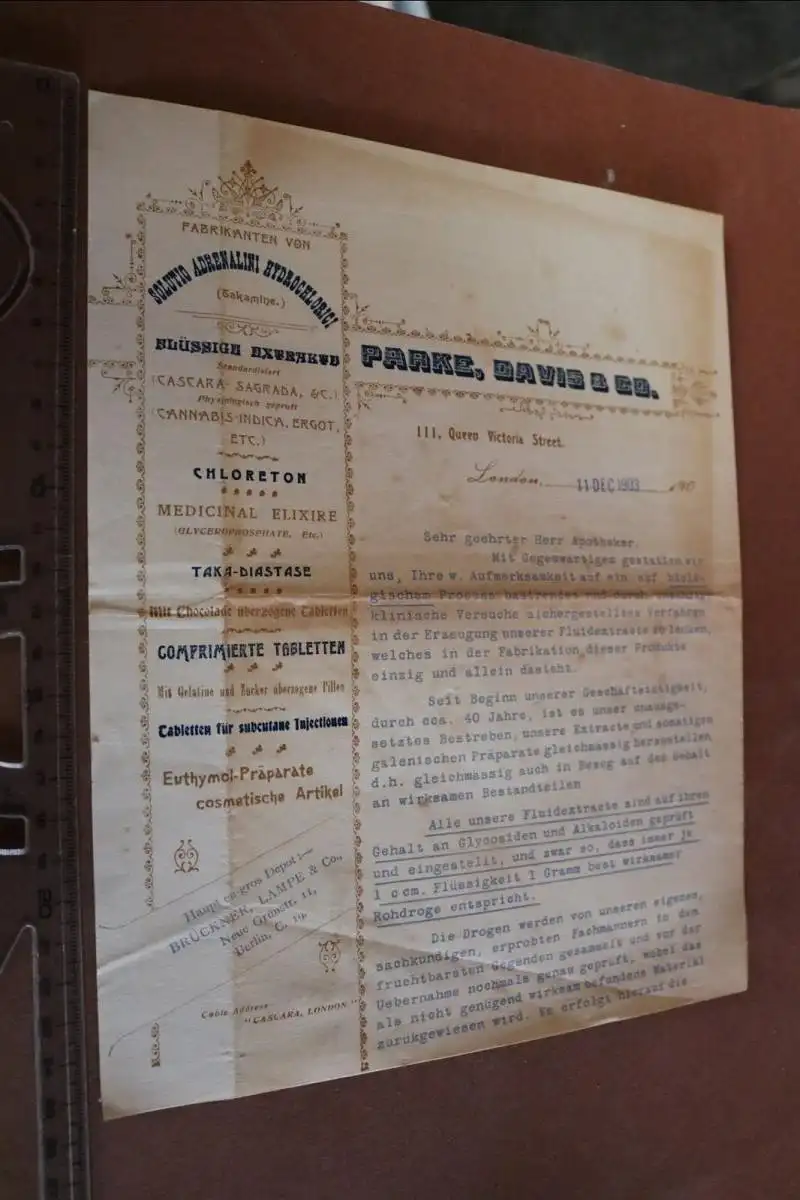 FABRIKANTEN VON
SOLUTIO ADRENALINI HYDROCHLORICI
(Takamine.)
FLÜSSIGE EXTRAKTE
Standardisiert
(CASCARA SAGRADA, &C.)
Physiologisch geprüft
(CANNABIS INDICA, ERGOT,
ETC.)
CHLORETON
MEDICINAL ELIXIRE
(GLYCEROPHOSPHATE, Etc.)
TAKA-DIASTASE
Mit Chocolade überzogene Tabletten
COMPRIMIERTE TABLETTEN
Mit Gelatine und Zucker überzogene Pillen
Tabletten für subcutane Injectionen
Euthymol-Präparate
cosmetische Artikel
Haupt en gros Depot:—
BRÜCKNER, LAMPE & Co.,
Neue Grünstr. 11,
Berlin, C. 19.
Cable Address
"CASCARA, LONDON"
PARKE, DAVIS & CO.
111, Queen Victoria Street.
London, 11 DEC 1903 190
Sehr geehrter Herr Apotheker.
Mit Gegenwärtigen gestatten wir
uns, Ihre w. Aufmerksamkeit auf ein auf biolo-
gischem Prozess basirendes und durch
klinische Versuche sichergestelltes Verfahren
in der Erzeugung unserer Fluidextracte zu lenken,
welches in der Fabrikation dieser Produkte
einzig und allein dasteht.
Seit Beginn unserer Geschäftstätigkeit,
durch cca. 40 Jahre, ist es unser unausge-
setztes Bestreben, unsere Extracte und sonstigen
galenischen Präparate gleichmässig herzustellen,
d.h. gleichmässig auch in Bezug auf den Gehalt
an wirksamen Bestandteilen
Alle unsere Fluidextracte sind auf ihren
Gehalt an Glycosiden und Alkaloiden geprüft
und eingestellt, und zwar so, dass immer je
1 ccm. Flüssigkeit 1 Gramm best wirksamer
Rohdroge entspricht.
Die Drogen werden von unseren eigenen,
sachkundigen, erprobten Fachmännern in den
fruchtbarsten Gegenden gesammelt und vor der
Uebernahme nochmals genau geprüft, wobei das
als nicht genügend wirksam befundene Material
zurükgewiesen wird. Es erfolgt hierauf die